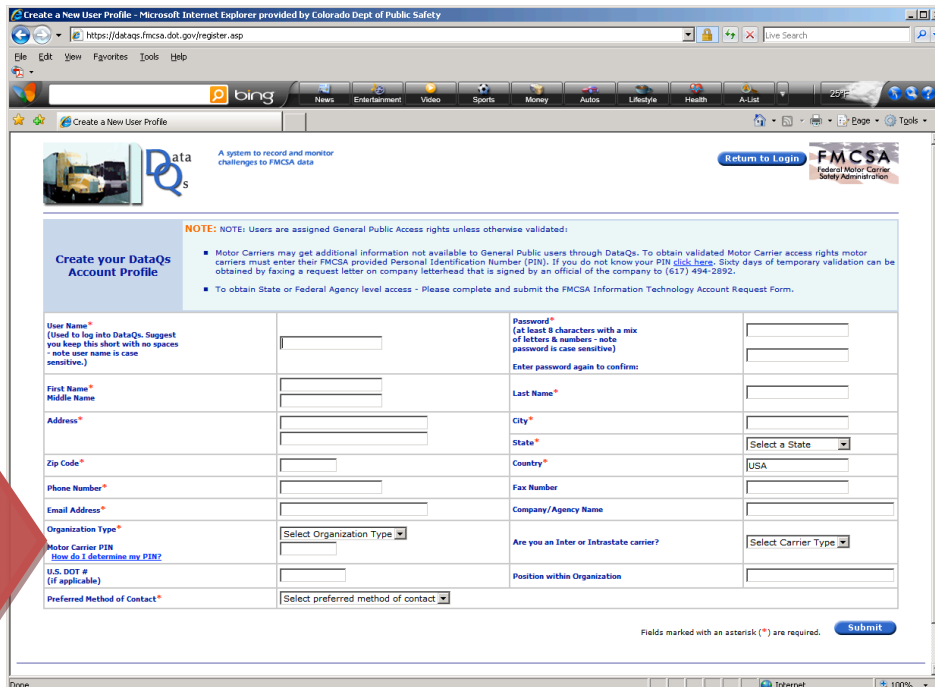 Create a New User Profile - Microsoft Internet Explorer provided by Colorado Dept of Public Safety
https://dataqs.fmcsa.dot.gov/register.asp
Live Search
File Edit View Favorites Tools Help
bing News Entertainment Video Sports Money Autos Lifestyle Health A-List 25°F
Create a New User Profile
Page Tools
Data Qs
A system to record and monitor
challenges to FMCSA data
Return to Login
FMCSA
Federal Motor Carrier
Safety Administration
Create your DataQs
Account Profile
NOTE: NOTE: Users are assigned General Public Access rights unless otherwise validated:
Motor Carriers may get additional information not available to General Public users through DataQs. To obtain validated Motor Carrier access rights motor
carriers must enter their FMCSA provided Personal Identification Number (PIN). If you do not know your PIN click here. Sixty days of temporary validation can be
obtained by faxing a request letter on company letterhead that is signed by an official of the company to (617) 494-2892.
To obtain State or Federal Agency level access - Please complete and submit the FMCSA Information Technology Account Request Form.
User Name*
(Used to log into DataQs. Suggest
you keep this short with no spaces
- note user name is case
sensitive.)
Password*
(at least 8 characters with a mix
of letters & numbers - note
password is case sensitive)
Enter password again to confirm:
First Name*
Middle Name
Last Name*
Address*
City*
State*
Select a State
Zip Code*
Country*
USA
Phone Number*
Fax Number
Email Address*
Company/Agency Name
Organization Type*
Select Organization Type
Motor Carrier PIN
How do I determine my PIN?
Are you an Inter or Intrastate carrier?
Select Carrier Type
U.S. DOT #
(if applicable)
Position within Organization
Preferred Method of Contact*
Select preferred method of contact
Fields marked with an asterisk (*) are required.
Submit
Done
Internet
100%